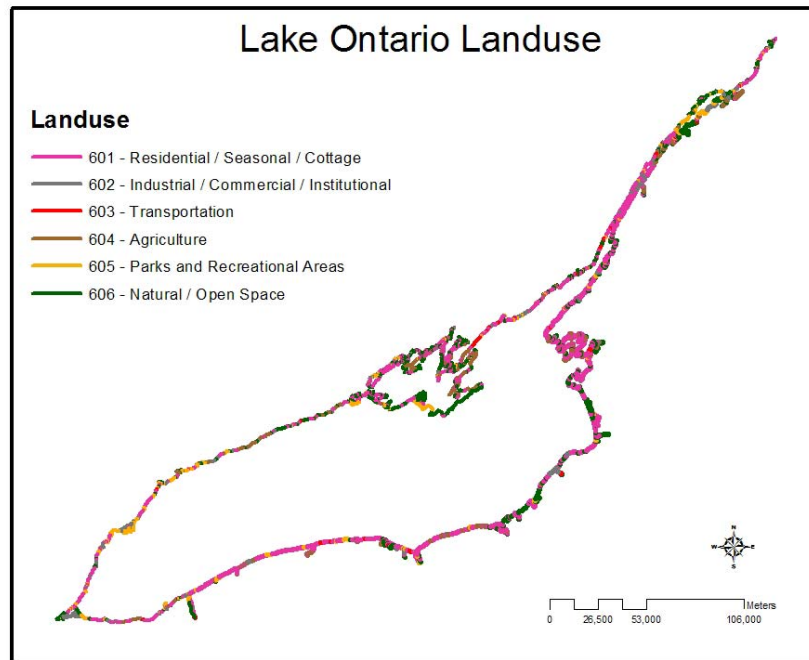 Lake Ontario Landuse
Landuse
601 - Residential / Seasonal / Cottage
602 - Industrial / Commercial / Institutional
603 - Transportation
604 - Agriculture
605 - Parks and Recreational Areas
606 - Natural / Open Space
N
W E
S
Meters
0 26,500 53,000 106,000